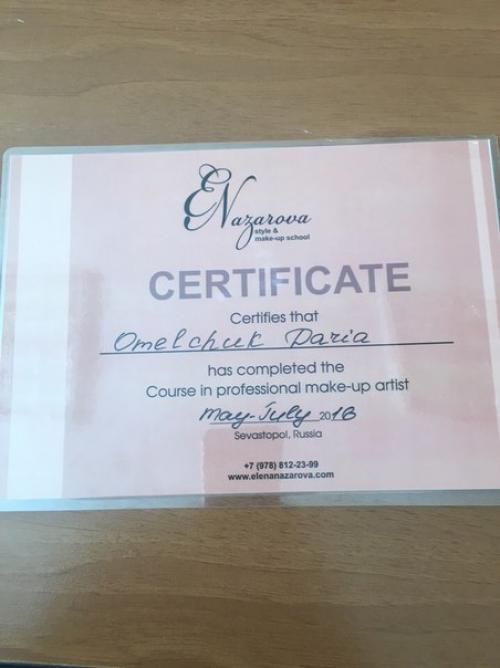 ENazarova
style &
make-up school
CERTIFICATE
Certifies that
Omelchuk Daria
has completed the
Course in professional make-up artist
may-July 2016
Sevastopol, Russia
+7 (978) 812-23-99
www.elenanazarova.com